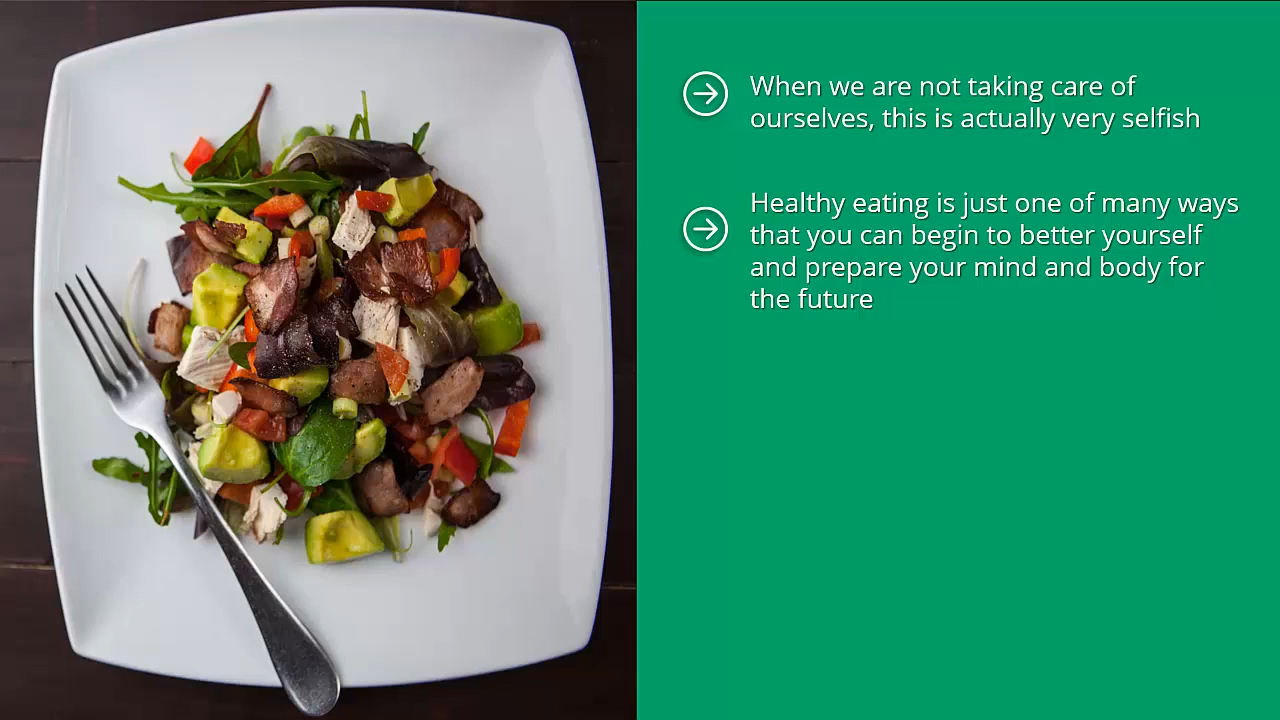 When we are not taking care of
ourselves, this is actually very selfish
Healthy eating is just one of many ways
that you can begin to better yourself
and prepare your mind and body for
the future